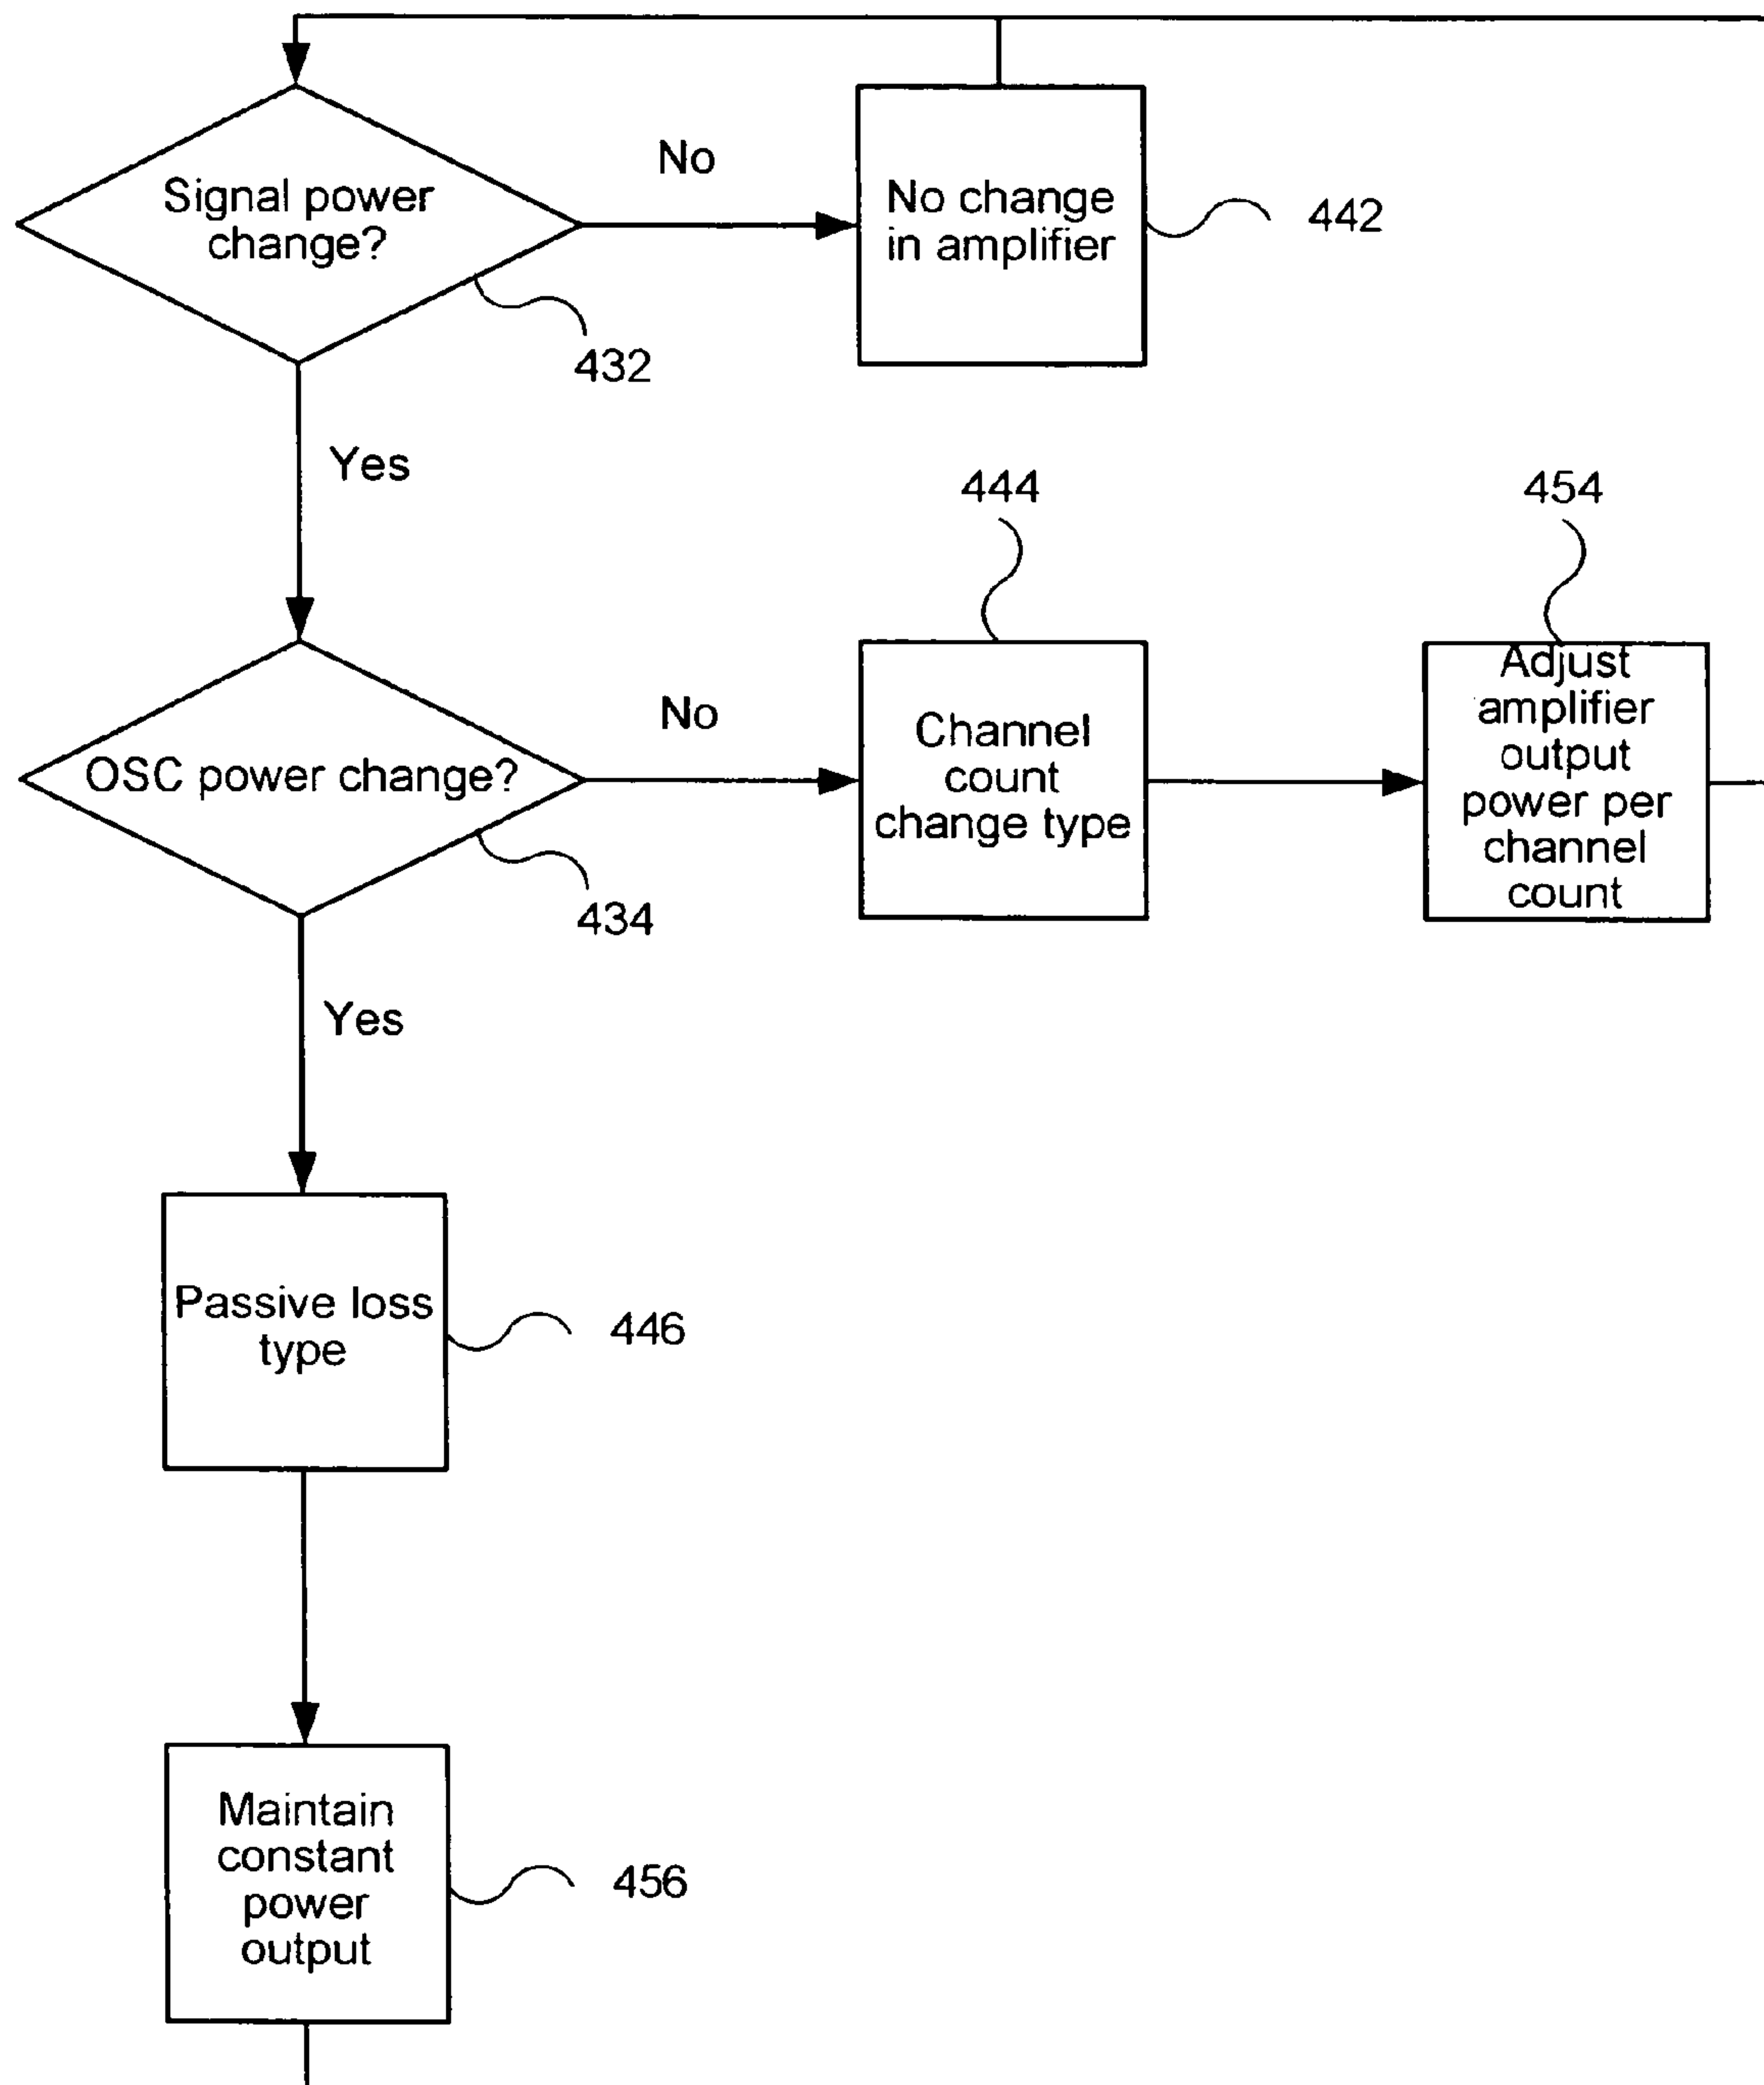 Signal power
change?
No
No change
in amplifier
442
432
Yes
444
454
OSC power change?
No
Channel
count
change type
Adjust
amplifier
output
power per
channel
count
434
Yes
Passive loss
type
446
Maintain
constant
power
output
456